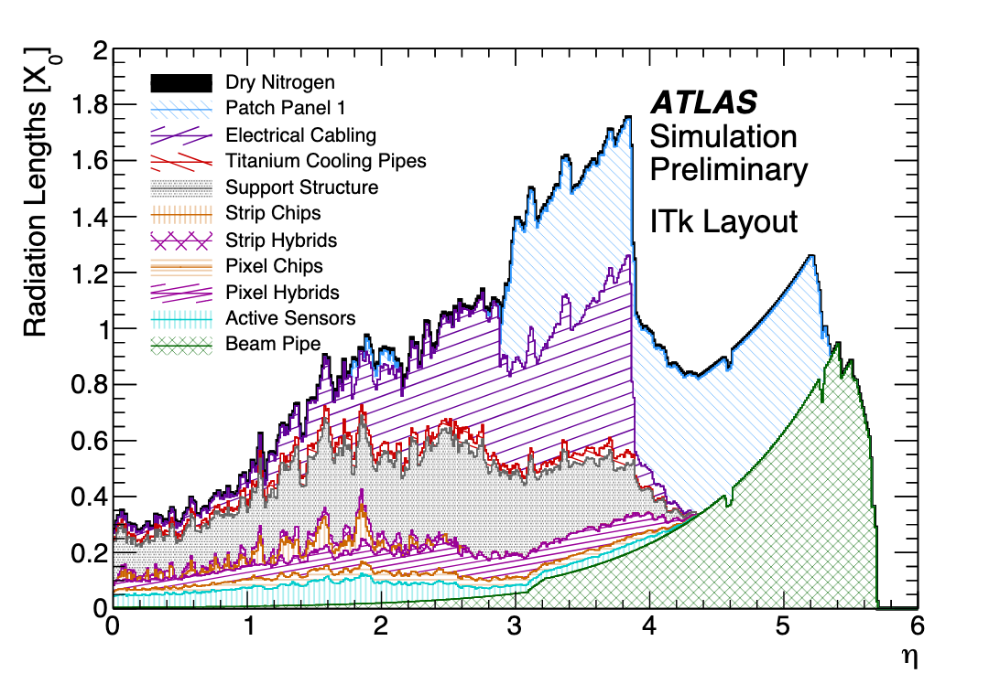 Radiation Lengths [X0]
2
1.8
1.6
1.4
1.2
1
0.8
0.6
0.4
0.2
0
Dry Nitrogen
Patch Panel 1
Electrical Cabling
Titanium Cooling Pipes
Support Structure
Strip Chips
Strip Hybrids
Pixel Chips
Pixel Hybrids
Active Sensors
Beam Pipe
ATLAS
Simulation
Preliminary
ITk Layout
0 1 2 3 4 5 6
η